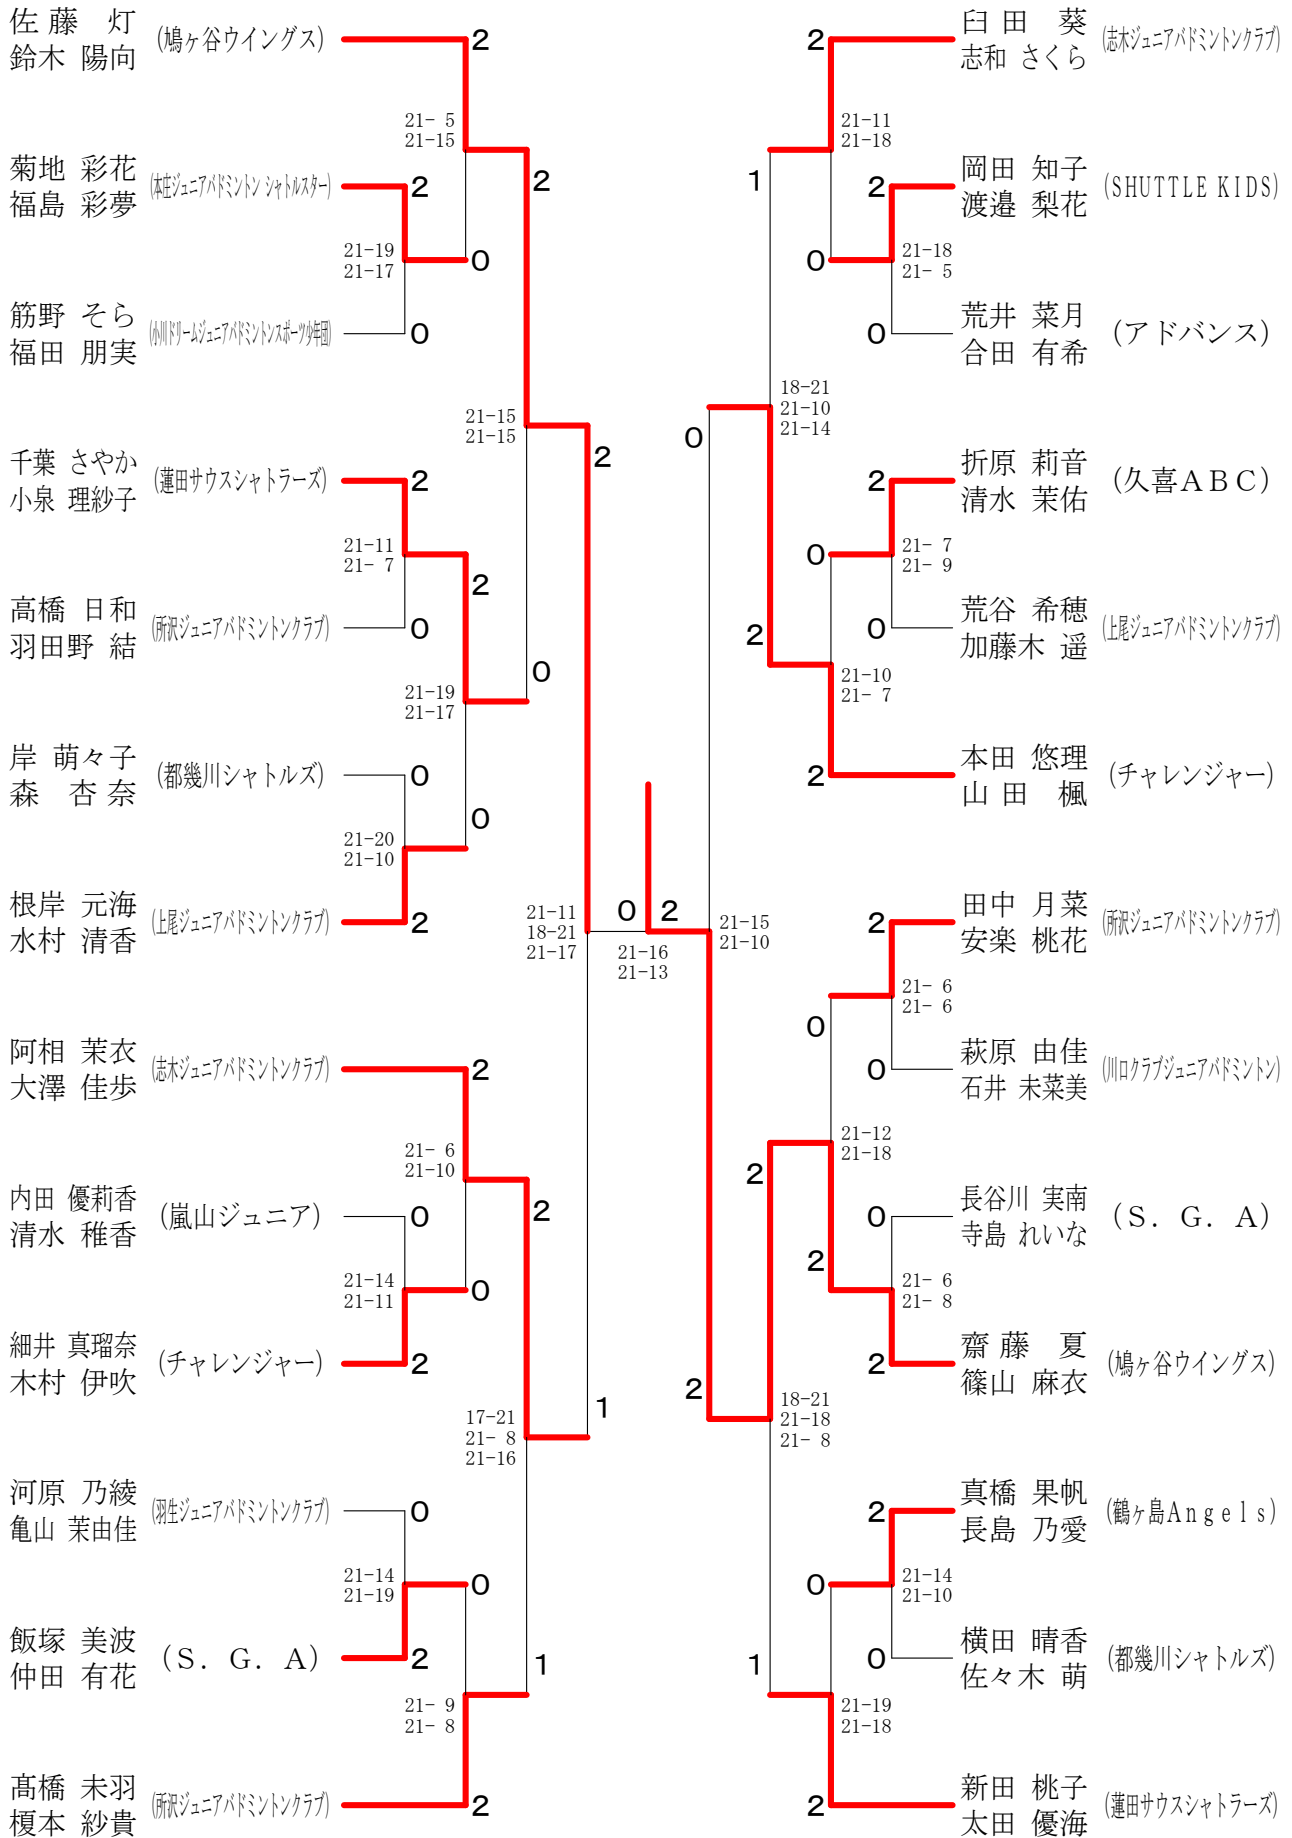 佐藤 灯
鈴木 陽向
(鳩ヶ谷ウイングス)
2
21- 5
21-15
菊地 彩花
福島 彩夢
(本庄ジュニアバドミントン シャトルスター)
2
2
21-19
21-17
0
筋野 そら
福田 朋実
(小川ドリームジュニアバドミントンスポーツ少年団)
0
21-15
21-15
2
千葉 さやか
小泉 理紗子
(蓮田サウスシャトラーズ)
2
21-11
21- 7
2
高橋 日和
羽田野 結
(所沢ジュニアバドミントンクラブ)
0
0
21-19
21-17
岸 萌々子
森 杏奈
(都幾川シャトルズ)
0
0
21-20
21-10
根岸 元海
水村 清香
(上尾ジュニアバドミントンクラブ)
2
21-11
18-21
21-17
0
2
21-16
21-13
阿相 茉衣
大澤 佳歩
(志木ジュニアバドミントンクラブ)
2
21- 6
21-10
内田 優莉香
清水 稚香
(嵐山ジュニア)
0
2
21-14
21-11
0
細井 真瑠奈
木村 伊吹
(チャレンジャー)
2
17-21
21- 8
21-16
1
河原 乃綾
亀山 茉由佳
(羽生ジュニアバドミントンクラブ)
0
21-14
21-19
0
飯塚 美波
仲田 有花
(S. G. A)
2
1
21- 9
21- 8
髙橋 未羽
榎本 紗貴
(所沢ジュニアバドミントンクラブ)
2
2
臼田 葵
志和 さくら
(志木ジュニアバドミントンクラブ)
21-11
21-18
1
2
岡田 知子
渡邉 梨花
(SHUTTLE KIDS)
0
21-18
21- 5
0
荒井 菜月
合田 有希
(アドバンス)
18-21
21-10
21-14
0
2
折原 莉音
清水 茉佑
(久喜ABC)
0
21- 7
21- 9
0
荒谷 希穂
加藤木 遥
(上尾ジュニアバドミントンクラブ)
2
21-10
21- 7
2
本田 悠理
山田 楓
(チャレンジャー)
21-15
21-10
2
田中 月菜
安楽 桃花
(所沢ジュニアバドミントンクラブ)
21- 6
21- 6
0
0
萩原 由佳
石井 未菜美
(川口クラブジュニアバドミントン)
21-12
21-18
2
0
長谷川 実南
寺島 れいな
(S. G. A)
2
21- 6
21- 8
2
齋藤 夏
篠山 麻衣
(鳩ヶ谷ウイングス)
2
18-21
21-18
21- 8
2
真橋 果帆
長島 乃愛
(鶴ヶ島Angels)
0
21-14
21-10
1
0
横田 晴香
佐々木 萌
(都幾川シャトルズ)
21-19
21-18
2
新田 桃子
太田 優海
(蓮田サウスシャトラーズ)